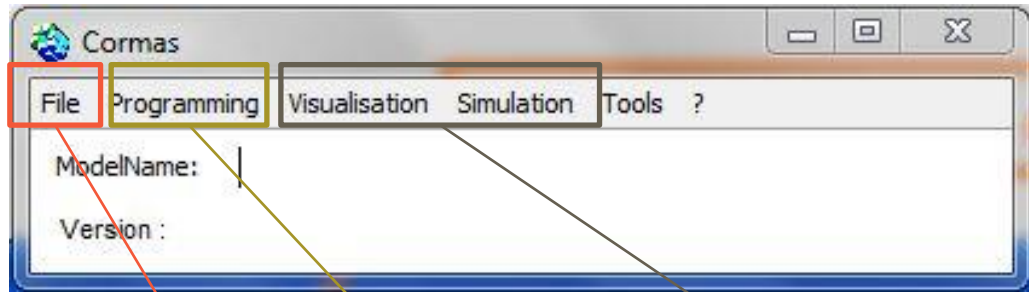 Cormas
File Programming Visualisation Simulation Tools ?
ModelName:
Version :